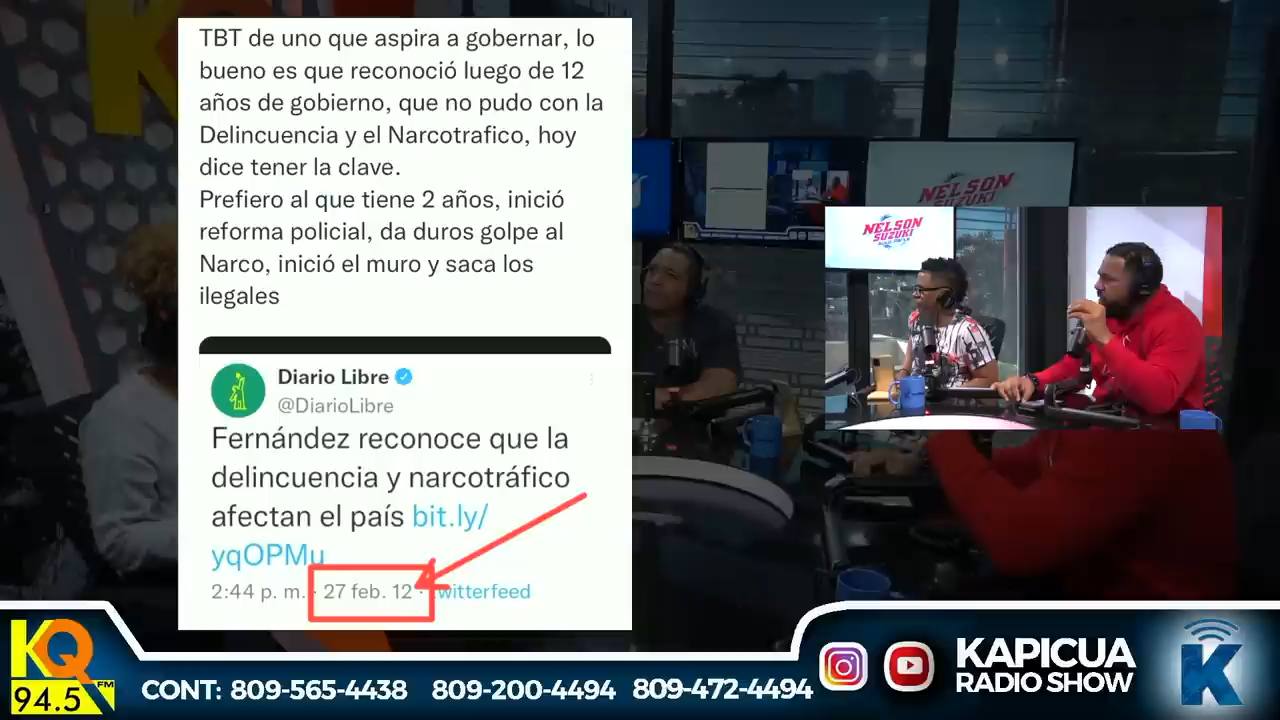 TBT de uno que aspira a gobernar, lo
bueno es que reconoció luego de 12
años de gobierno, que no pudo con la
Delincuencia y el Narcotrafico, hoy
dice tener la clave.
Prefiero al que tiene 2 años, inició
reforma policial, da duros golpe al
Narco, inició el muro y saca los
ilegales
Diario Libre
@DiarioLibre
Fernández reconoce que la
delincuencia y narcotráfico
afectan el país bit.ly/
yqOPMu
2:44 p. m. · 27 feb. 12 · twitterfeed
NELSON
SUZUKI
NELSON
SUZUKI
KQ
94.5 FM
CONT: 809-565-4438 809-200-4494 809-472-4494
KAPICUA
RADIO SHOW
K